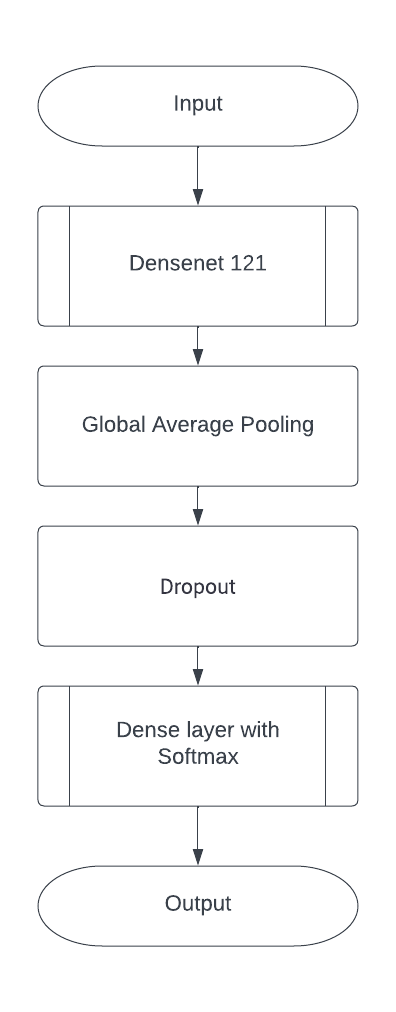 Input
Densenet 121
Global Average Pooling
Dropout
Dense layer with
Softmax
Output